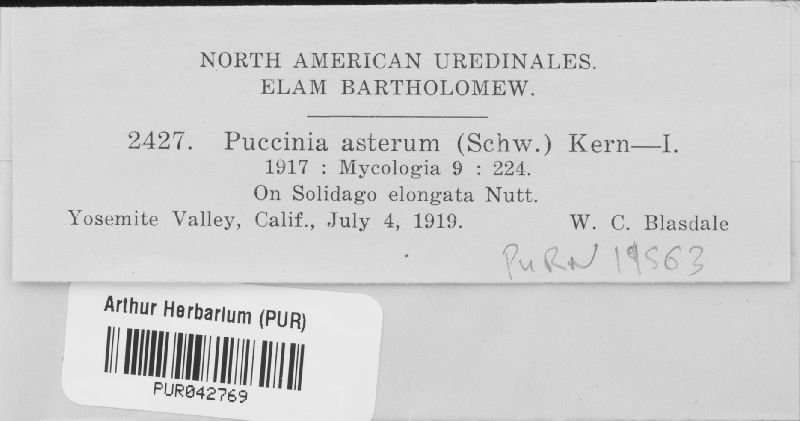 NORTH AMERICAN UREDINALES.
ELAM BARTHOLOMEW.
2427. Puccinia asterum (Schw.) Kern—I.
1917 : Mycologia 9 : 224.
On Solidago elongata Nutt.
Yosemite Valley, Calif., July 4, 1919. W. C. Blasdale
PURN 19563
Arthur Herbarium (PUR)
PUR042769